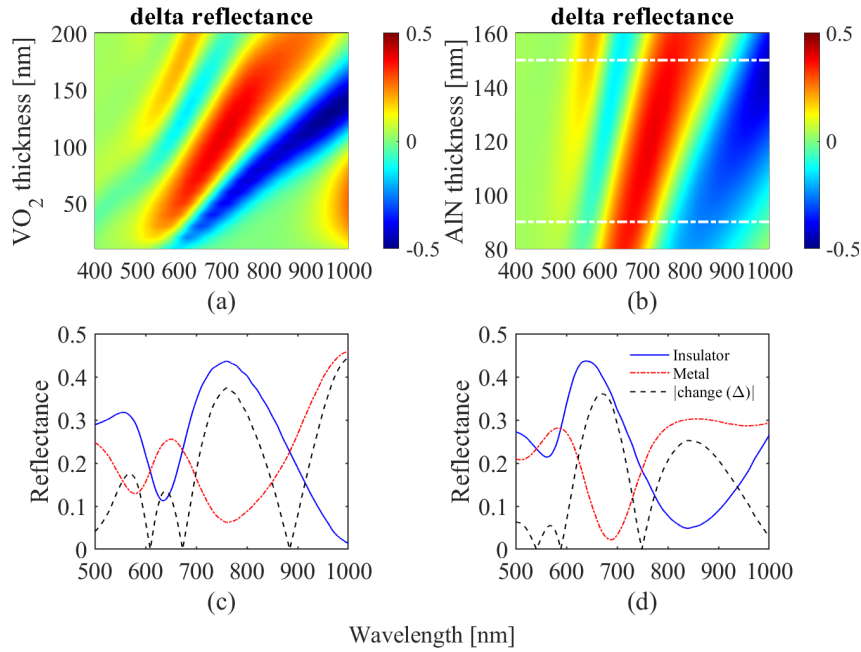 delta reflectance
200
150
100
50
VO2 thickness [nm]
400 500 600 700 800 900 1000
0.5
0
-0.5
(a)
delta reflectance
160
140
120
100
80
AlN thickness [nm]
400 500 600 700 800 900 1000
0.5
0
-0.5
(b)
0.5
0.4
0.3
0.2
0.1
0
Reflectance
500 600 700 800 900 1000
(c)
0.5
0.4
0.3
0.2
0.1
0
Reflectance
Insulator
Metal
|change (Δ)|
500 600 700 800 900 1000
(d)
Wavelength [nm]